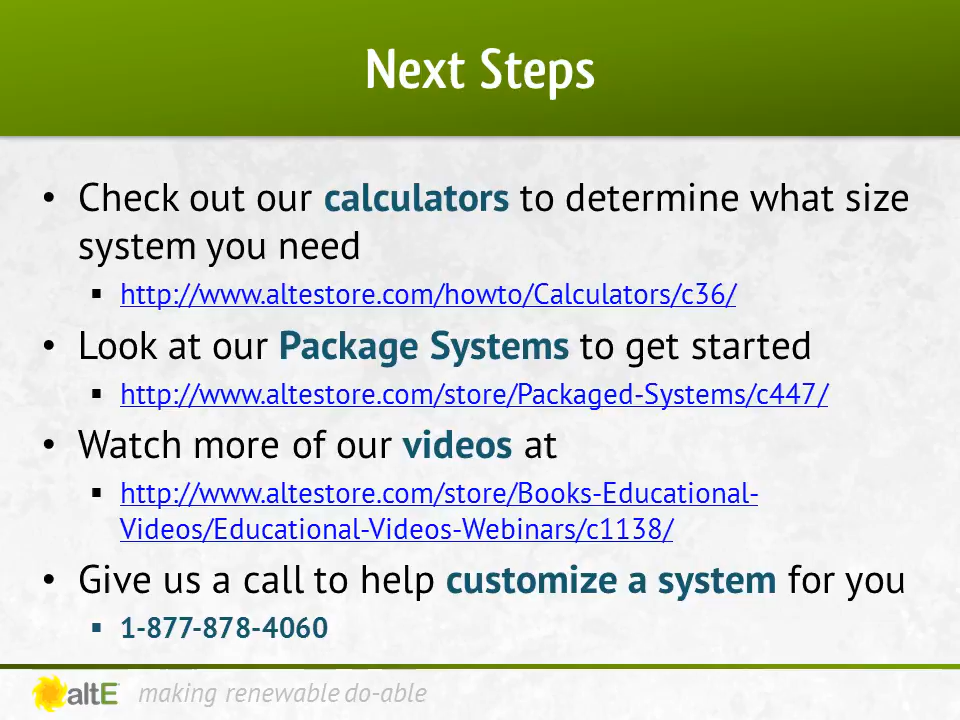 Next Steps
• Check out our calculators to determine what size
system you need
▪ http://www.altestore.com/howto/Calculators/c36/
• Look at our Package Systems to get started
▪ http://www.altestore.com/store/Packaged-Systems/c447/
• Watch more of our videos at
▪ http://www.altestore.com/store/Books-Educational-
Videos/Educational-Videos-Webinars/c1138/
• Give us a call to help customize a system for you
▪ 1-877-878-4060
altE making renewable do-able